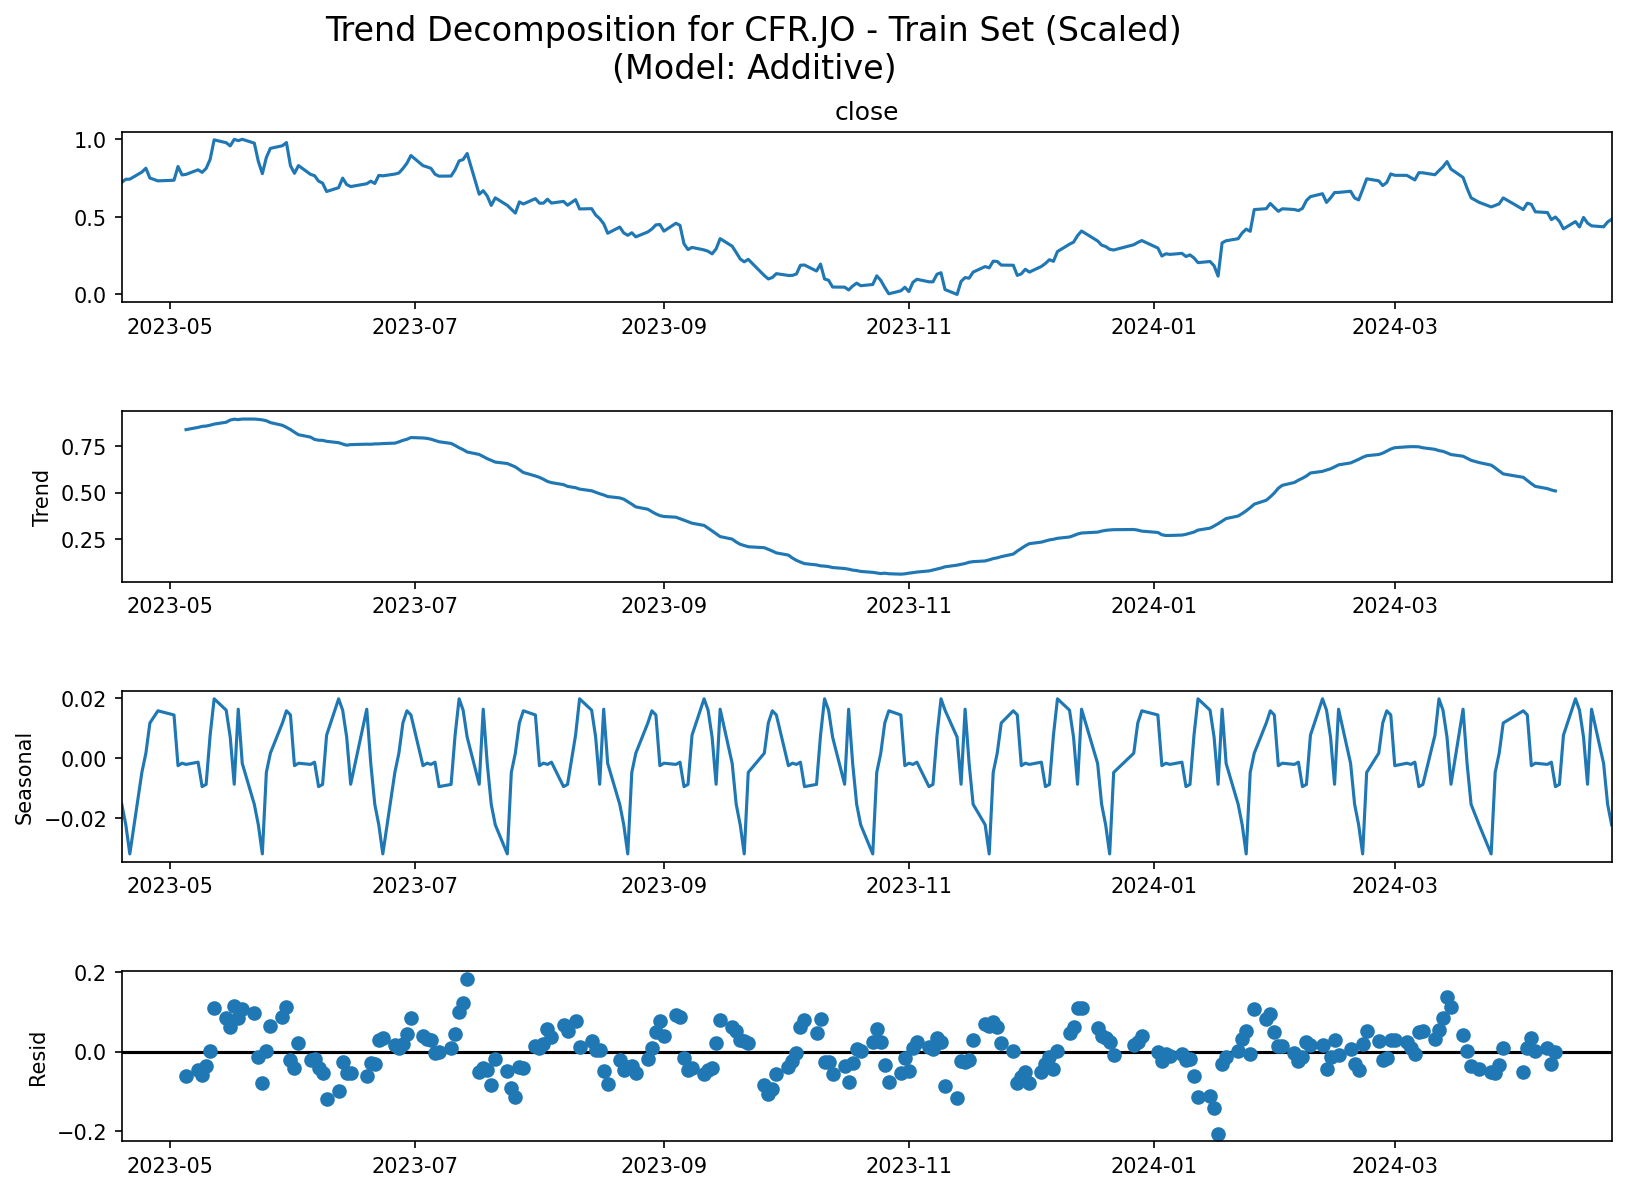 Trend Decomposition for CFR.JO - Train Set (Scaled)
(Model: Additive)
close
1.0
0.5
0.0
2023-05 2023-07 2023-09 2023-11 2024-01 2024-03
Trend
0.75
0.50
0.25
2023-05 2023-07 2023-09 2023-11 2024-01 2024-03
Seasonal
0.02
0.00
−0.02
2023-05 2023-07 2023-09 2023-11 2024-01 2024-03
Resid
0.2
0.0
−0.2
2023-05 2023-07 2023-09 2023-11 2024-01 2024-03